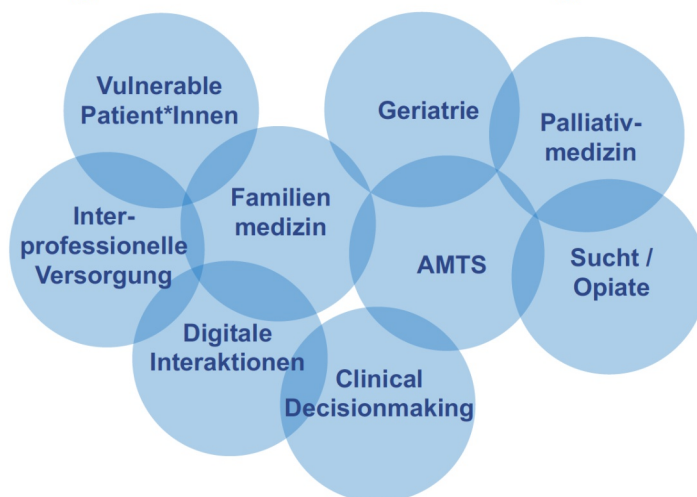 Vulnerable
Patient*Innen
Geriatrie
Palliativ-
medizin
Familien
medizin
Inter-
professionelle
Versorgung
AMTS
Sucht /
Opiate
Digitale
Interaktionen
Clinical
Decisionmaking